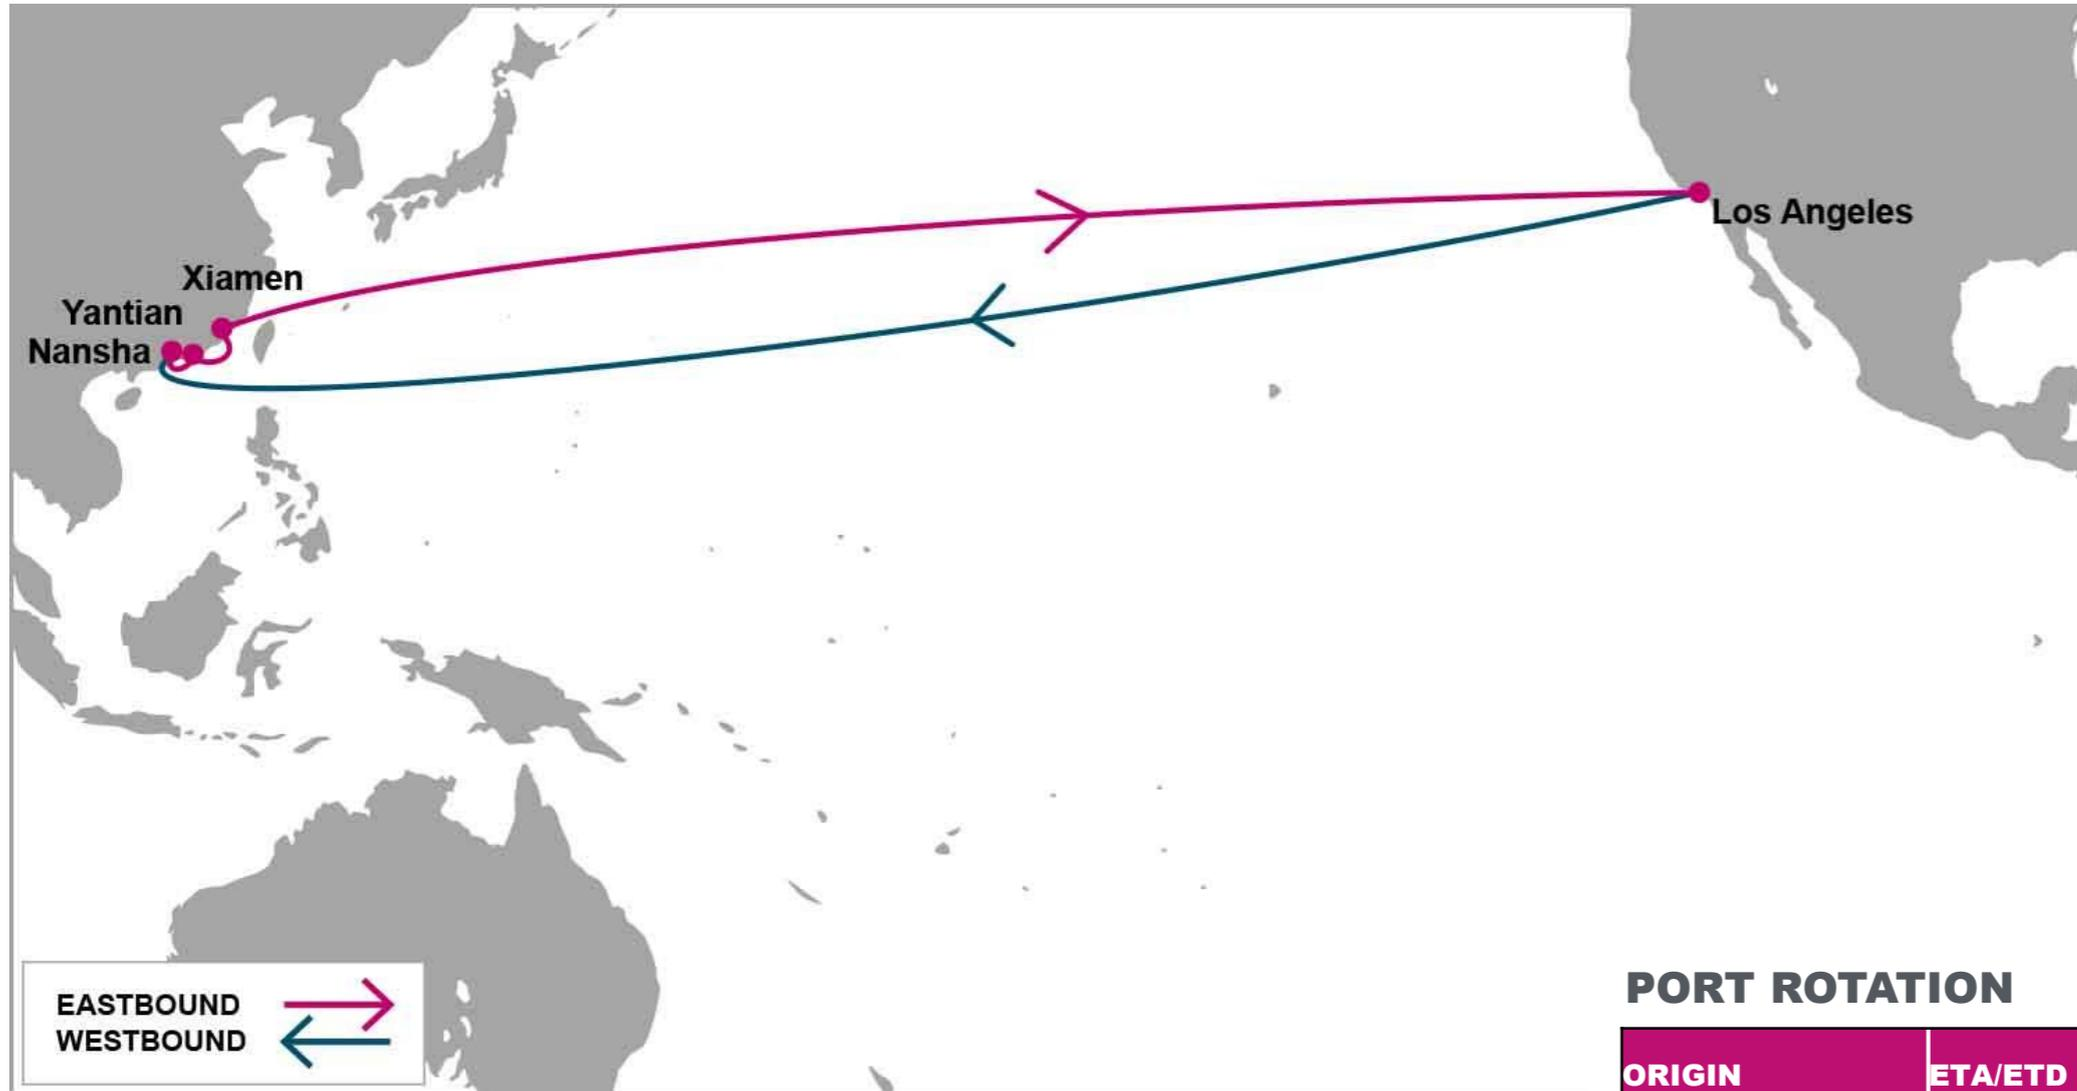 Los Angeles
Xiamen
Yantian
Nansha
EASTBOUND
WESTBOUND
PORT ROTATION
ORIGIN
ETA/ETD